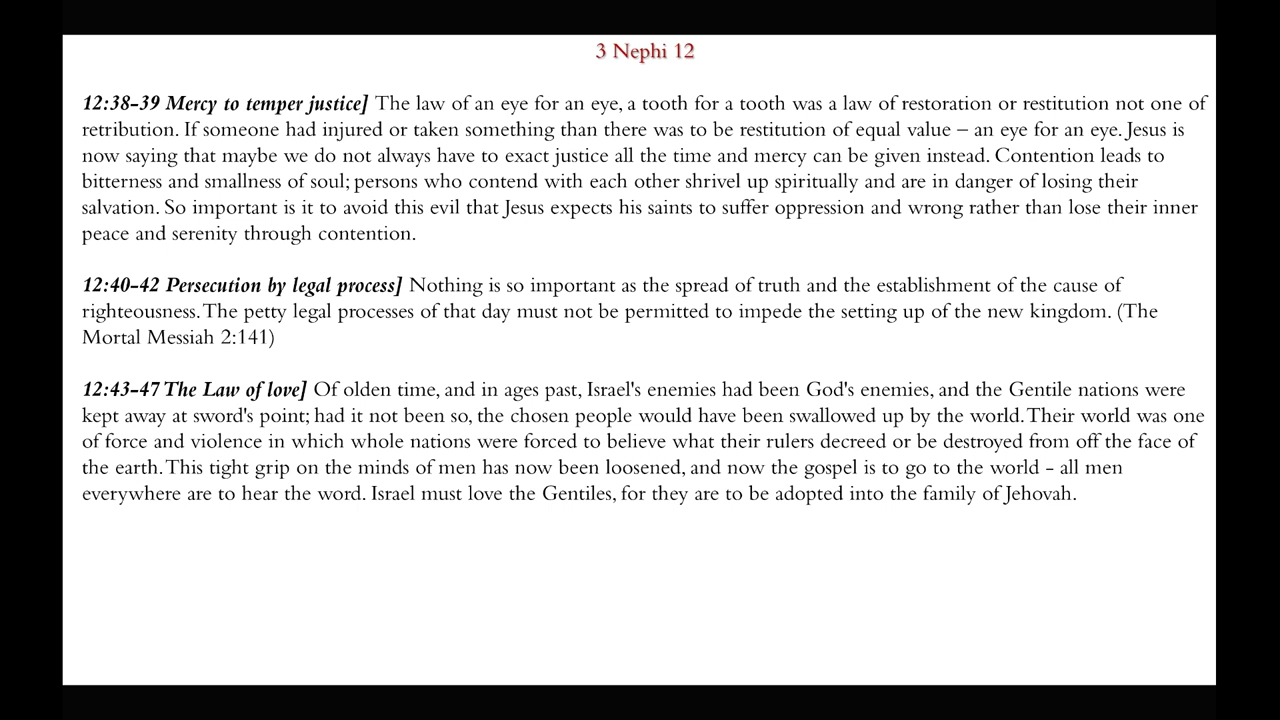 3 Nephi 12
12:38-39 Mercy to temper justice] The law of an eye for an eye, a tooth for a tooth was a law of restoration or restitution not one of
retribution. If someone had injured or taken something than there was to be restitution of equal value – an eye for an eye. Jesus is
now saying that maybe we do not always have to exact justice all the time and mercy can be given instead. Contention leads to
bitterness and smallness of soul; persons who contend with each other shrivel up spiritually and are in danger of losing their
salvation. So important is it to avoid this evil that Jesus expects his saints to suffer oppression and wrong rather than lose their inner
peace and serenity through contention.
12:40-42 Persecution by legal process] Nothing is so important as the spread of truth and the establishment of the cause of
righteousness. The petty legal processes of that day must not be permitted to impede the setting up of the new kingdom. (The
Mortal Messiah 2:141)
12:43-47 The Law of love] Of olden time, and in ages past, Israel's enemies had been God's enemies, and the Gentile nations were
kept away at sword's point; had it not been so, the chosen people would have been swallowed up by the world. Their world was one
of force and violence in which whole nations were forced to believe what their rulers decreed or be destroyed from off the face of
the earth. This tight grip on the minds of men has now been loosened, and now the gospel is to go to the world - all men
everywhere are to hear the word. Israel must love the Gentiles, for they are to be adopted into the family of Jehovah.